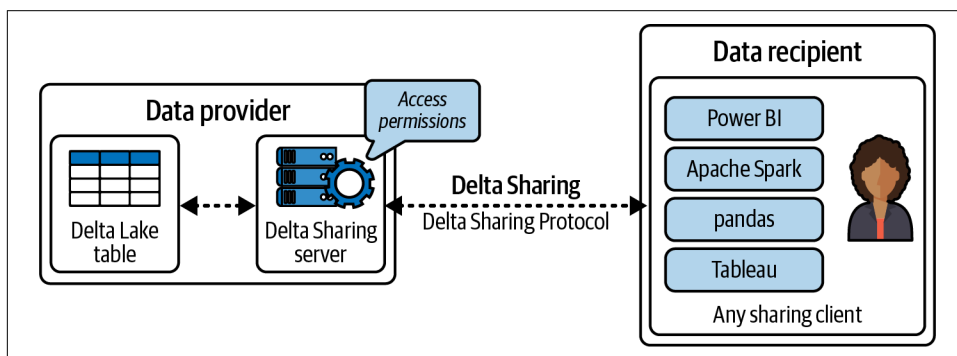 Data provider
Delta Lake
table
Access
permissions
Delta Sharing
server
Delta Sharing
Delta Sharing Protocol
Data recipient
Power BI
Apache Spark
pandas
Tableau
Any sharing client